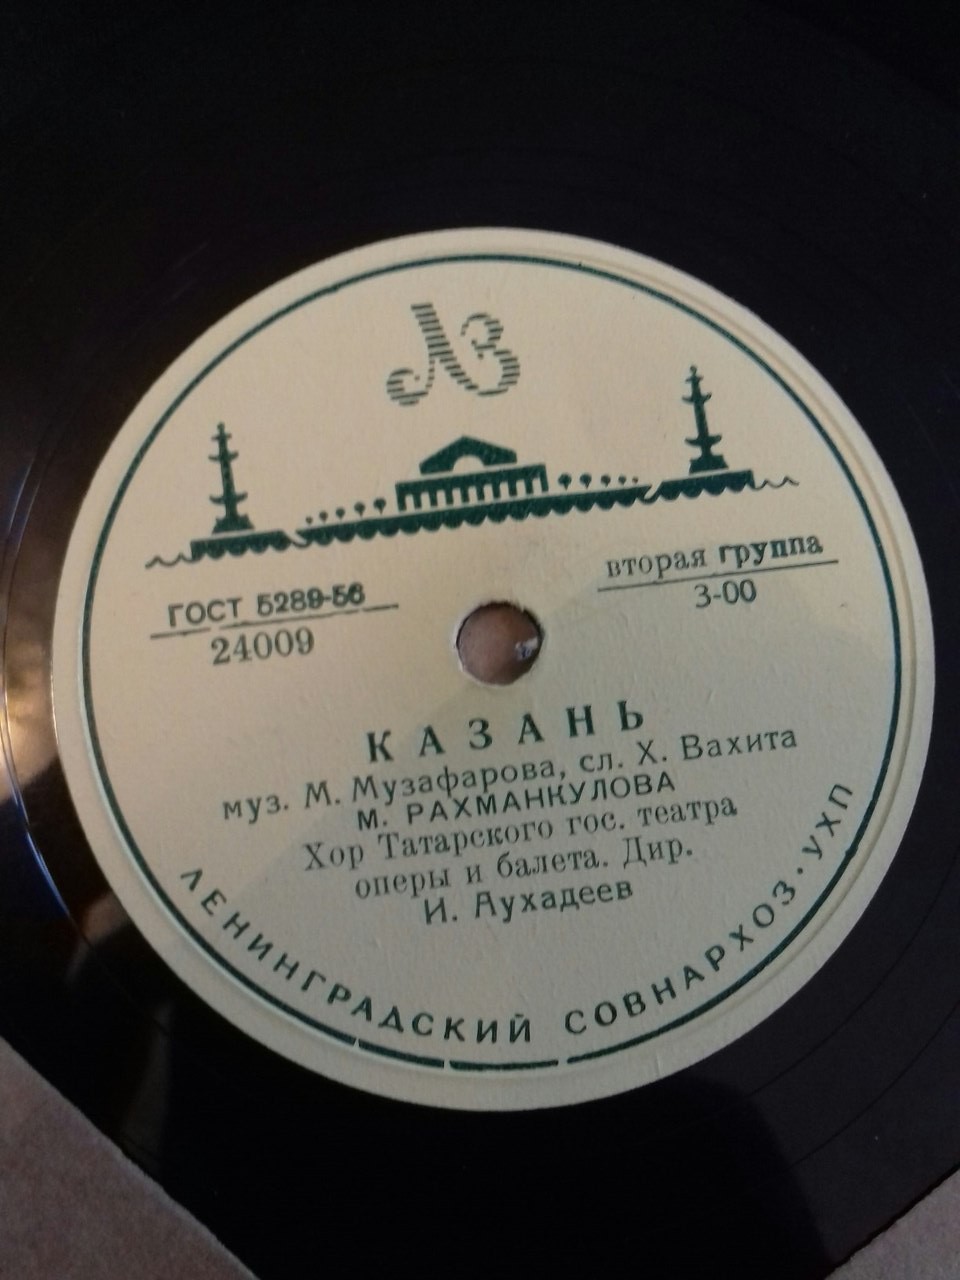 ЛЗ
вторая группа
3-00
ГОСТ 5289-56
24009
КАЗАНЬ
муз. М. Музафарова, сл. Х. Вахита
М. РАХМАНКУЛОВА
Хор Татарского гос. театра
оперы и балета. Дир.
И. Аухадеев
ЛЕНИНГРАДСКИЙ СОВНАРХОЗ·УХП